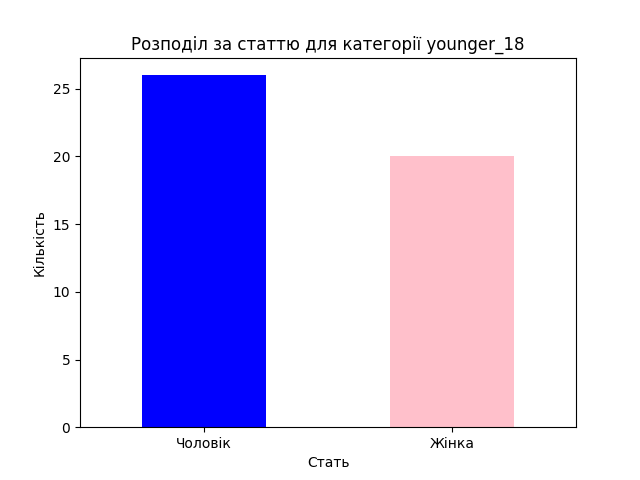 Розподіл за статтю для категорії younger_18
25
20
15
10
5
0
Кількість
Чоловік
Жінка
Стать